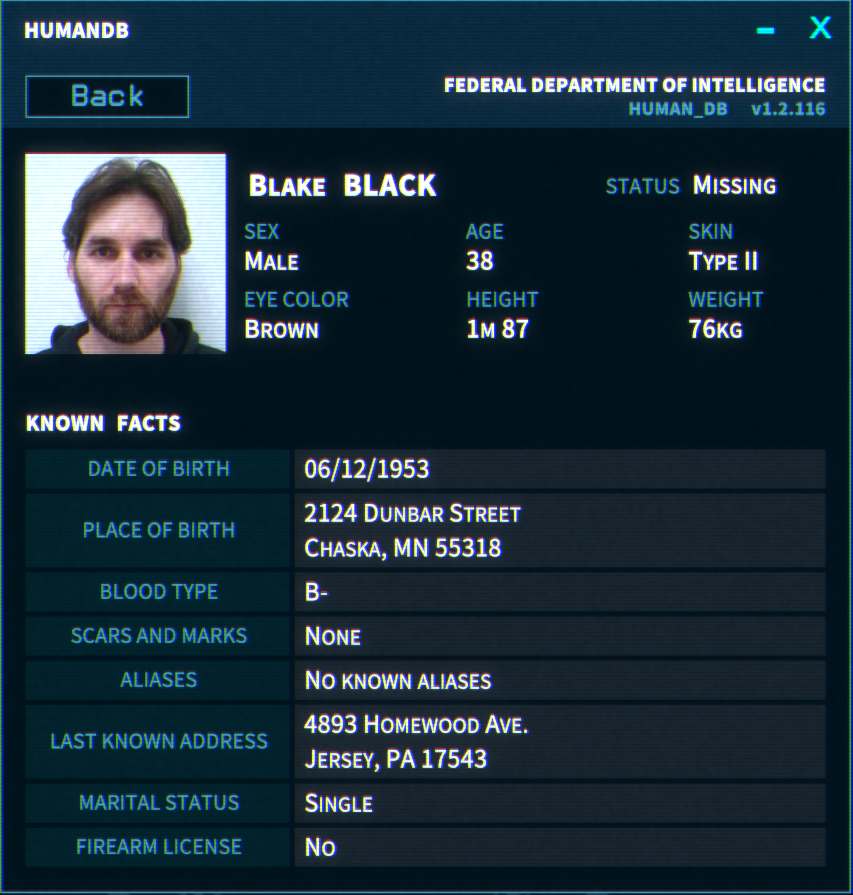 HUMANDB
– X
Back
FEDERAL DEPARTMENT OF INTELLIGENCE
HUMAN_DB v1.2.116
BLAKE BLACK
STATUS MISSING
SEX AGE SKIN
MALE 38 TYPE II
EYE COLOR HEIGHT WEIGHT
BROWN 1M 87 76KG
KNOWN FACTS
DATE OF BIRTH 06/12/1953
PLACE OF BIRTH 2124 DUNBAR STREET
CHASKA, MN 55318
BLOOD TYPE B-
SCARS AND MARKS NONE
ALIASES NO KNOWN ALIASES
LAST KNOWN ADDRESS 4893 HOMEWOOD AVE.
JERSEY, PA 17543
MARITAL STATUS SINGLE
FIREARM LICENSE NO